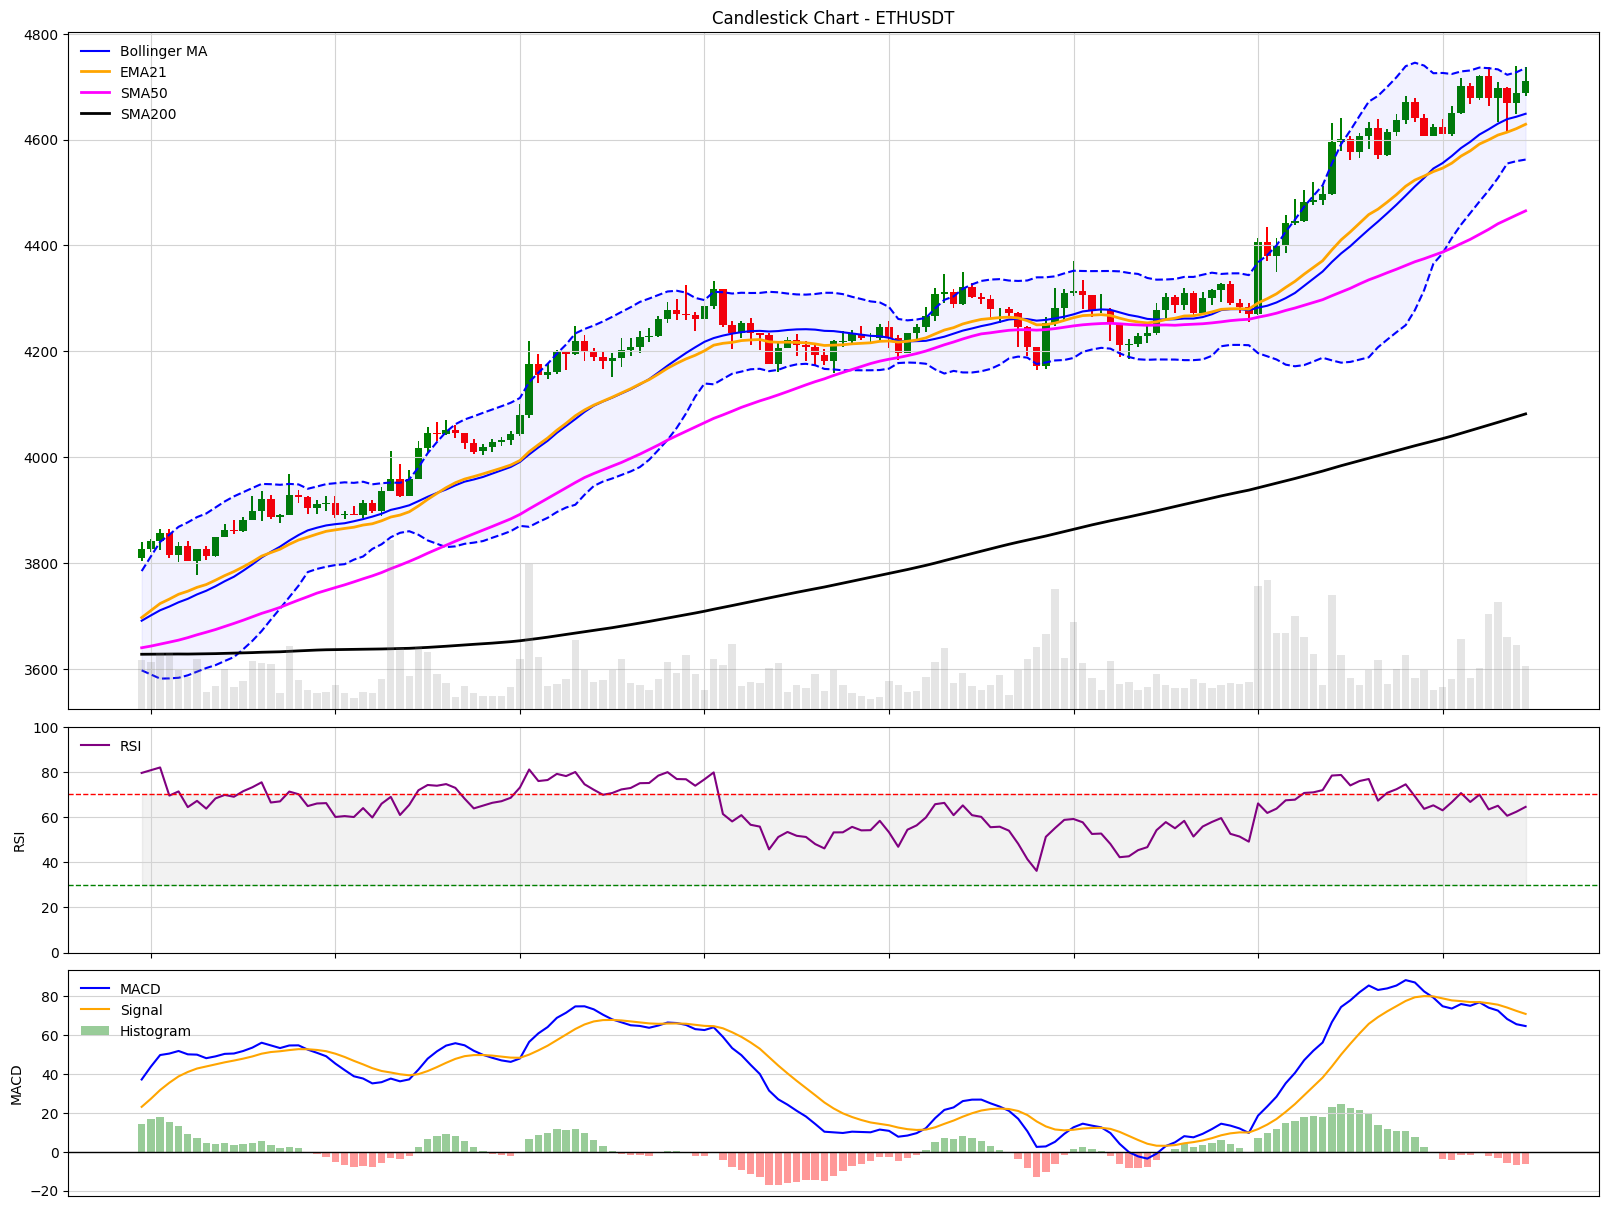 Candlestick Chart - ETHUSDT
4800
Bollinger MA
EMA21
SMA50
SMA200
4600
4400
4200
4000
3800
3600
100
RSI
80
60
RSI
40
20
0
MACD
80
Signal
Histogram
60
40
MACD
20
0
−20